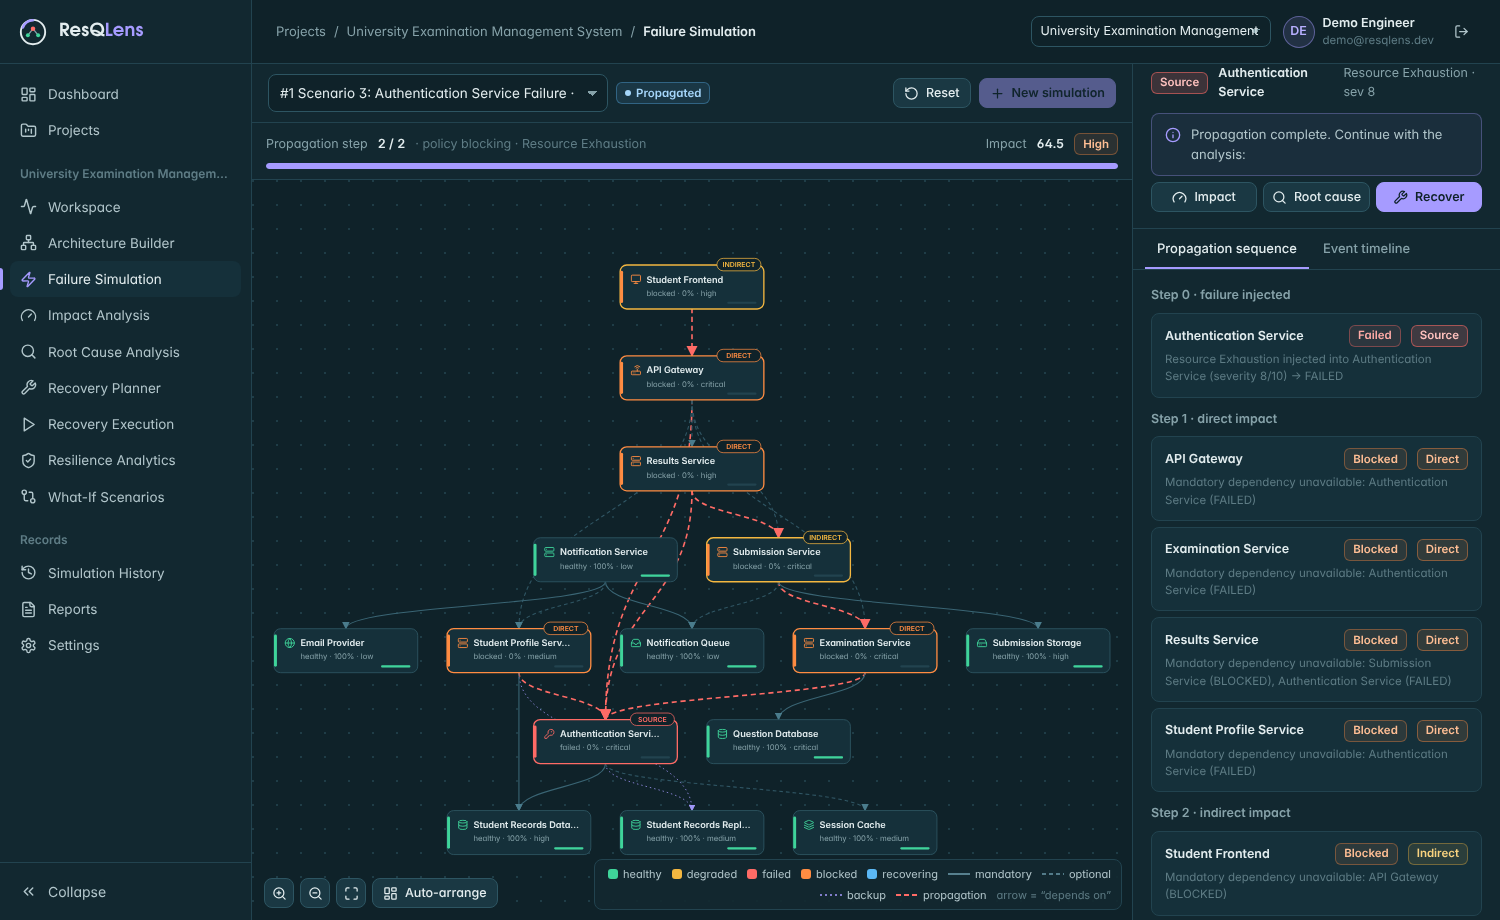 ResQLens
Projects / University Examination Management System / Failure Simulation
University Examination Management
DE
Demo Engineer
demo@resqlens.dev
Dashboard
Projects
University Examination Managem...
Workspace
Architecture Builder
Failure Simulation
Impact Analysis
Root Cause Analysis
Recovery Planner
Recovery Execution
Resilience Analytics
What-If Scenarios
Records
Simulation History
Reports
Settings
Collapse
#1 Scenario 3: Authentication Service Failure ·
Propagated
Reset
New simulation
Propagation step 2 / 2 · policy blocking · Resource Exhaustion
Impact 64.5 High
INDIRECT
Student Frontend
blocked · 0% · high
DIRECT
API Gateway
blocked · 0% · critical
DIRECT
Results Service
blocked · 0% · high
Notification Service
healthy · 100% · low
INDIRECT
Submission Service
blocked · 0% · critical
Email Provider
healthy · 100% · low
DIRECT
Student Profile Serv...
blocked · 0% · medium
Notification Queue
healthy · 100% · low
DIRECT
Examination Service
blocked · 0% · critical
Submission Storage
healthy · 100% · high
SOURCE
Authentication Servi...
failed · 0% · critical
Question Database
healthy · 100% · critical
Student Records Data...
healthy · 100% · high
Student Records Repl...
healthy · 100% · medium
Session Cache
healthy · 100% · medium
Auto-arrange
healthy degraded failed blocked recovering mandatory optional
backup propagation arrow = “depends on”
Source
Authentication
Service
Resource Exhaustion ·
sev 8
Propagation complete. Continue with the
analysis:
Impact
Root cause
Recover
Propagation sequence
Event timeline
Step 0 · failure injected
Authentication Service Failed Source
Resource Exhaustion injected into Authentication
Service (severity 8/10) → FAILED
Step 1 · direct impact
API Gateway Blocked Direct
Mandatory dependency unavailable: Authentication
Service (FAILED)
Examination Service Blocked Direct
Mandatory dependency unavailable: Authentication
Service (FAILED)
Results Service Blocked Direct
Mandatory dependency unavailable: Submission
Service (BLOCKED), Authentication Service (FAILED)
Student Profile Service Blocked Direct
Mandatory dependency unavailable: Authentication
Service (FAILED)
Step 2 · indirect impact
Student Frontend Blocked Indirect
Mandatory dependency unavailable: API Gateway
(BLOCKED)